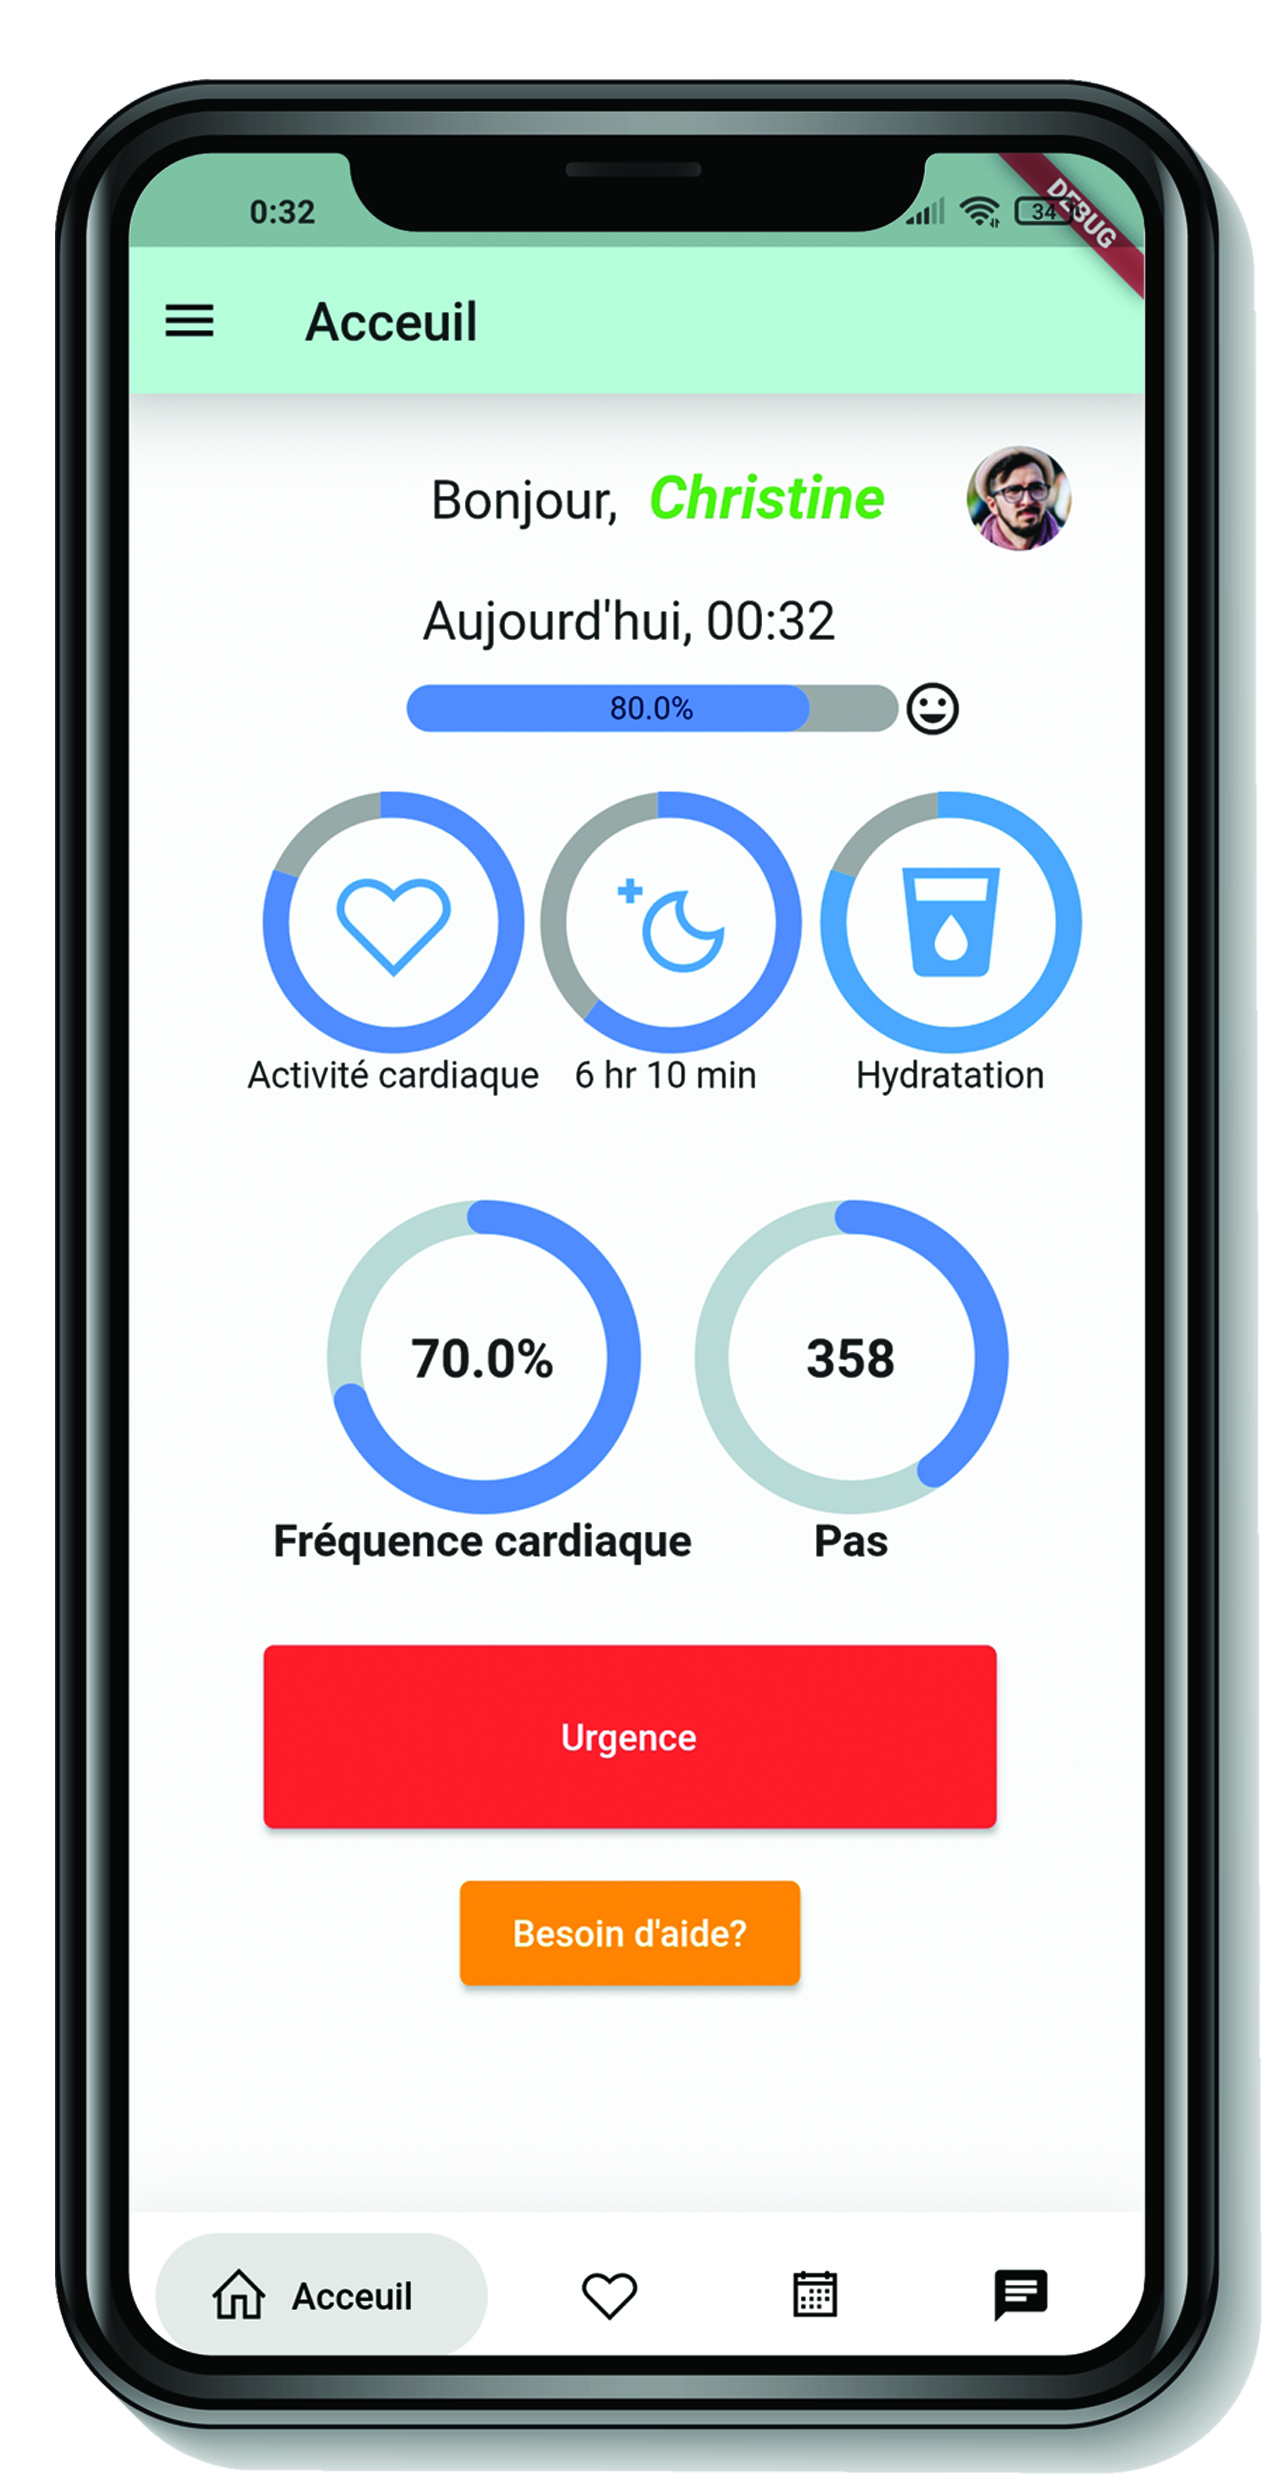 0:32
34
DEBUG
Acceuil
Bonjour, Christine
Aujourd'hui, 00:32
80.0%
Activité cardiaque
6 hr 10 min
Hydratation
70.0%
358
Fréquence cardiaque
Pas
Urgence
Besoin d'aide?
Acceuil